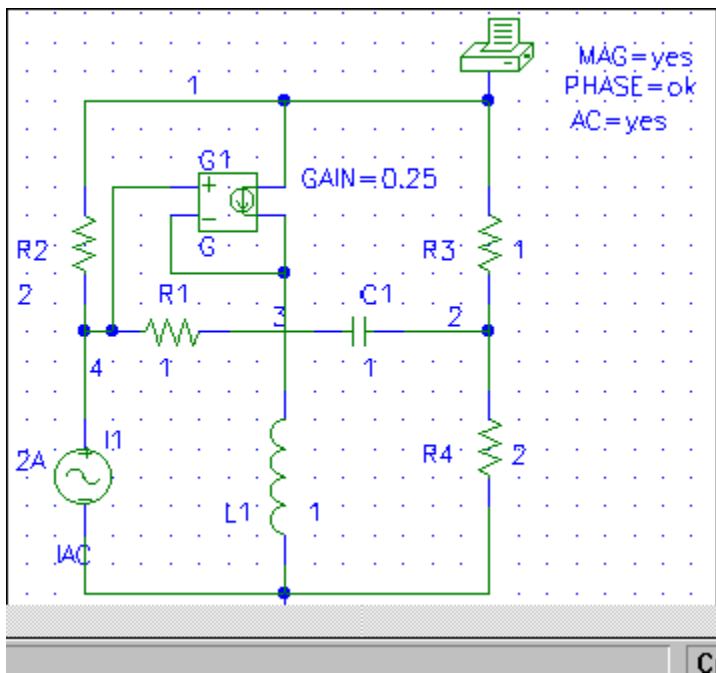 MAG=yes
PHASE=ok
AC=yes
1
G1
+
GAIN=0.25
−
G
R2
2
R3
1
R1
1
3
C1
1
2
4
2A
I1
+
−
IAC
L1
1
R4
2
C